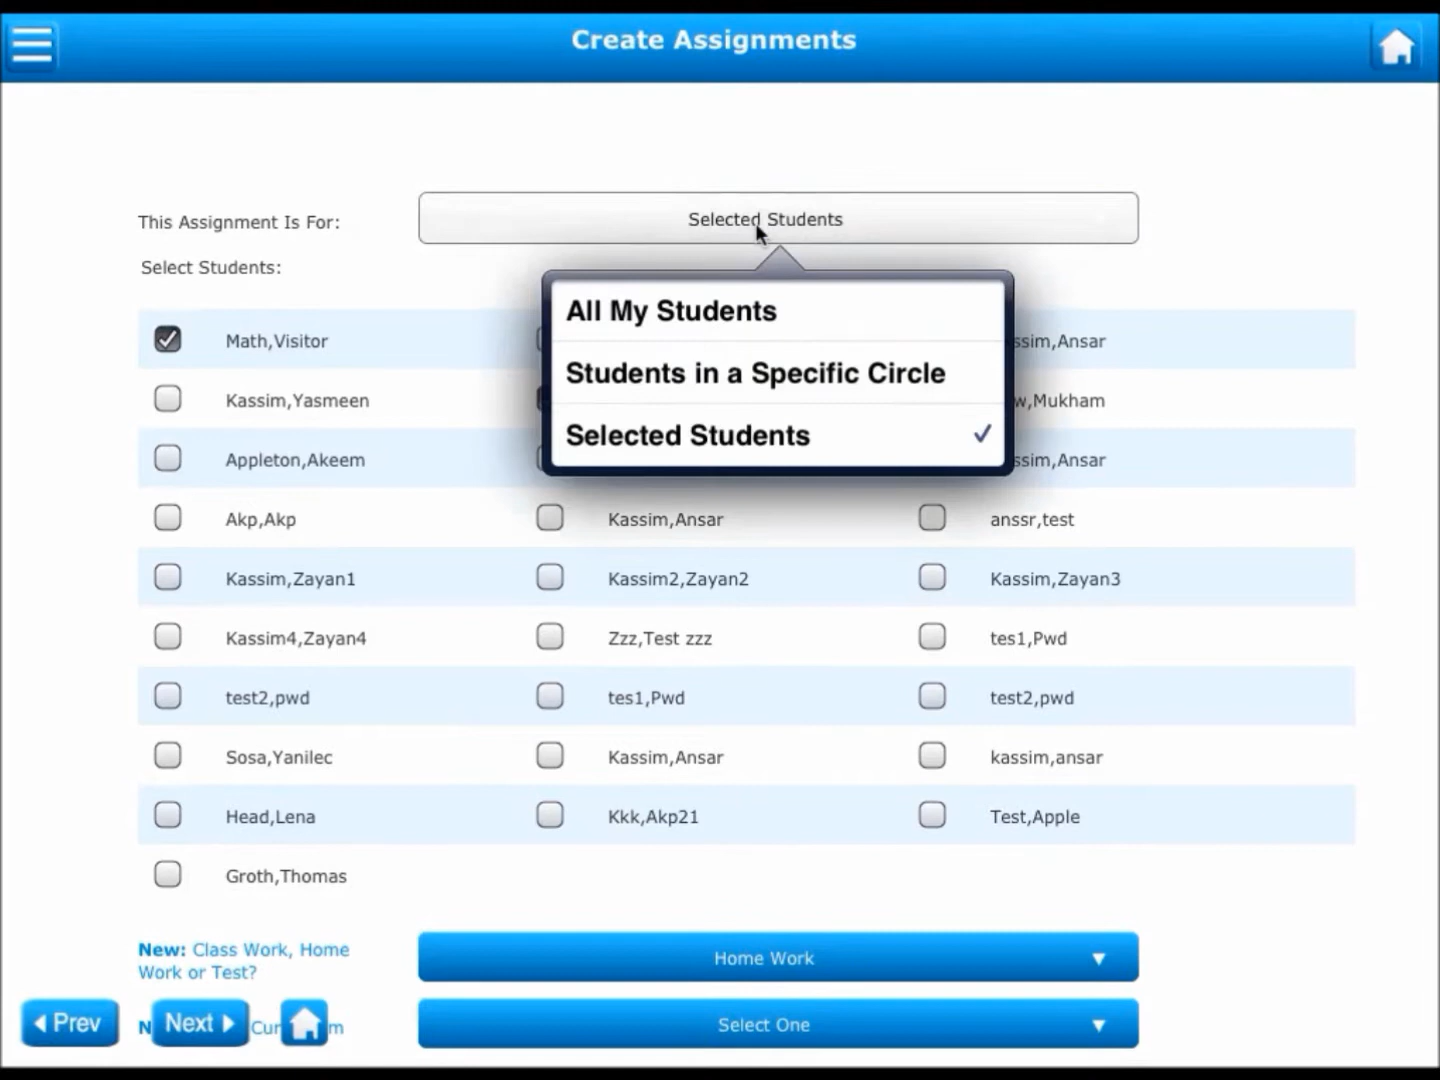 Create Assignments
This Assignment Is For:
Selected Students
Select Students:
All My Students
Students in a Specific Circle
Selected Students
Math,Visitor
Kassim,Yasmeen
Mukham
Appleton,Akeem
Akp,Akp Kassim,Ansar anssr,test
Kassim,Zayan1 Kassim2,Zayan2 Kassim,Zayan3
Kassim4,Zayan4 Zzz,Test zzz tes1,Pwd
test2,pwd tes1,Pwd test2,pwd
Sosa,Yanilec Kassim,Ansar kassim,ansar
Head,Lena Kkk,Akp21 Test,Apple
Groth,Thomas
New: Class Work, Home
Work or Test?
Home Work
Prev
Next
Select One